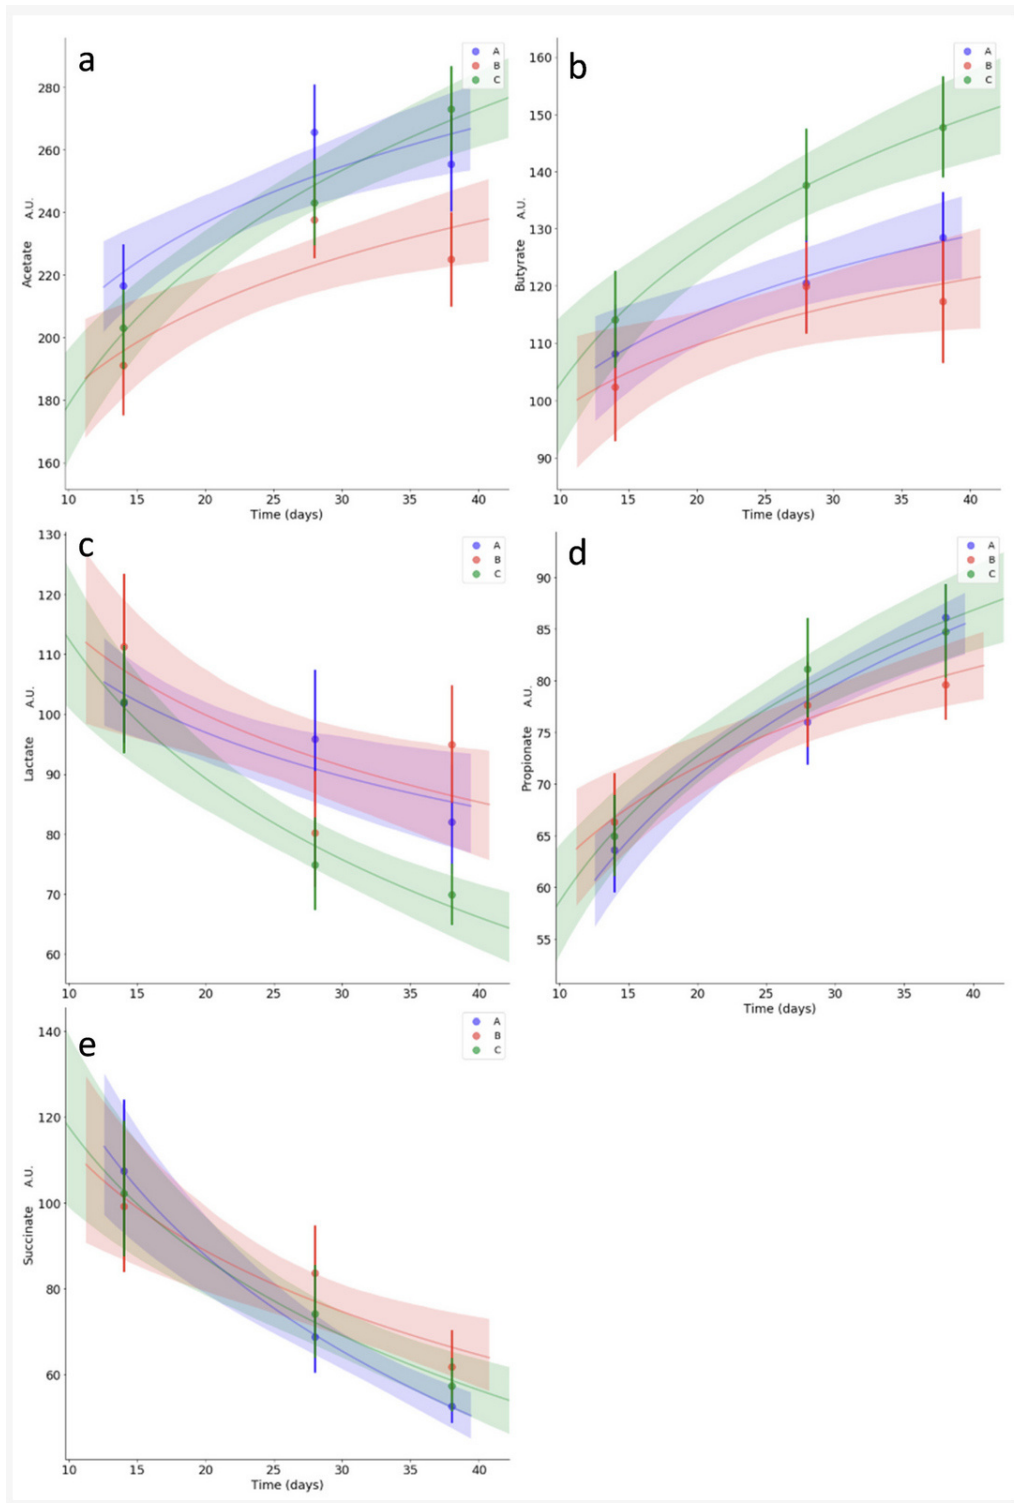 a
A
B
C
280
260
240
220
200
180
160
Acetate A.U.
10 15 20 25 30 35 40
Time (days)
b
A
B
C
160
150
140
130
120
110
100
90
Butyrate A.U.
10 15 20 25 30 35 40
Time (days)
c
A
B
C
130
120
110
100
90
80
70
60
Lactate A.U.
10 15 20 25 30 35 40
Time (days)
d
A
B
C
90
85
80
75
70
65
60
55
Propionate A.U.
10 15 20 25 30 35 40
Time (days)
e
A
B
C
140
120
100
80
60
Succinate A.U.
10 15 20 25 30 35 40
Time (days)